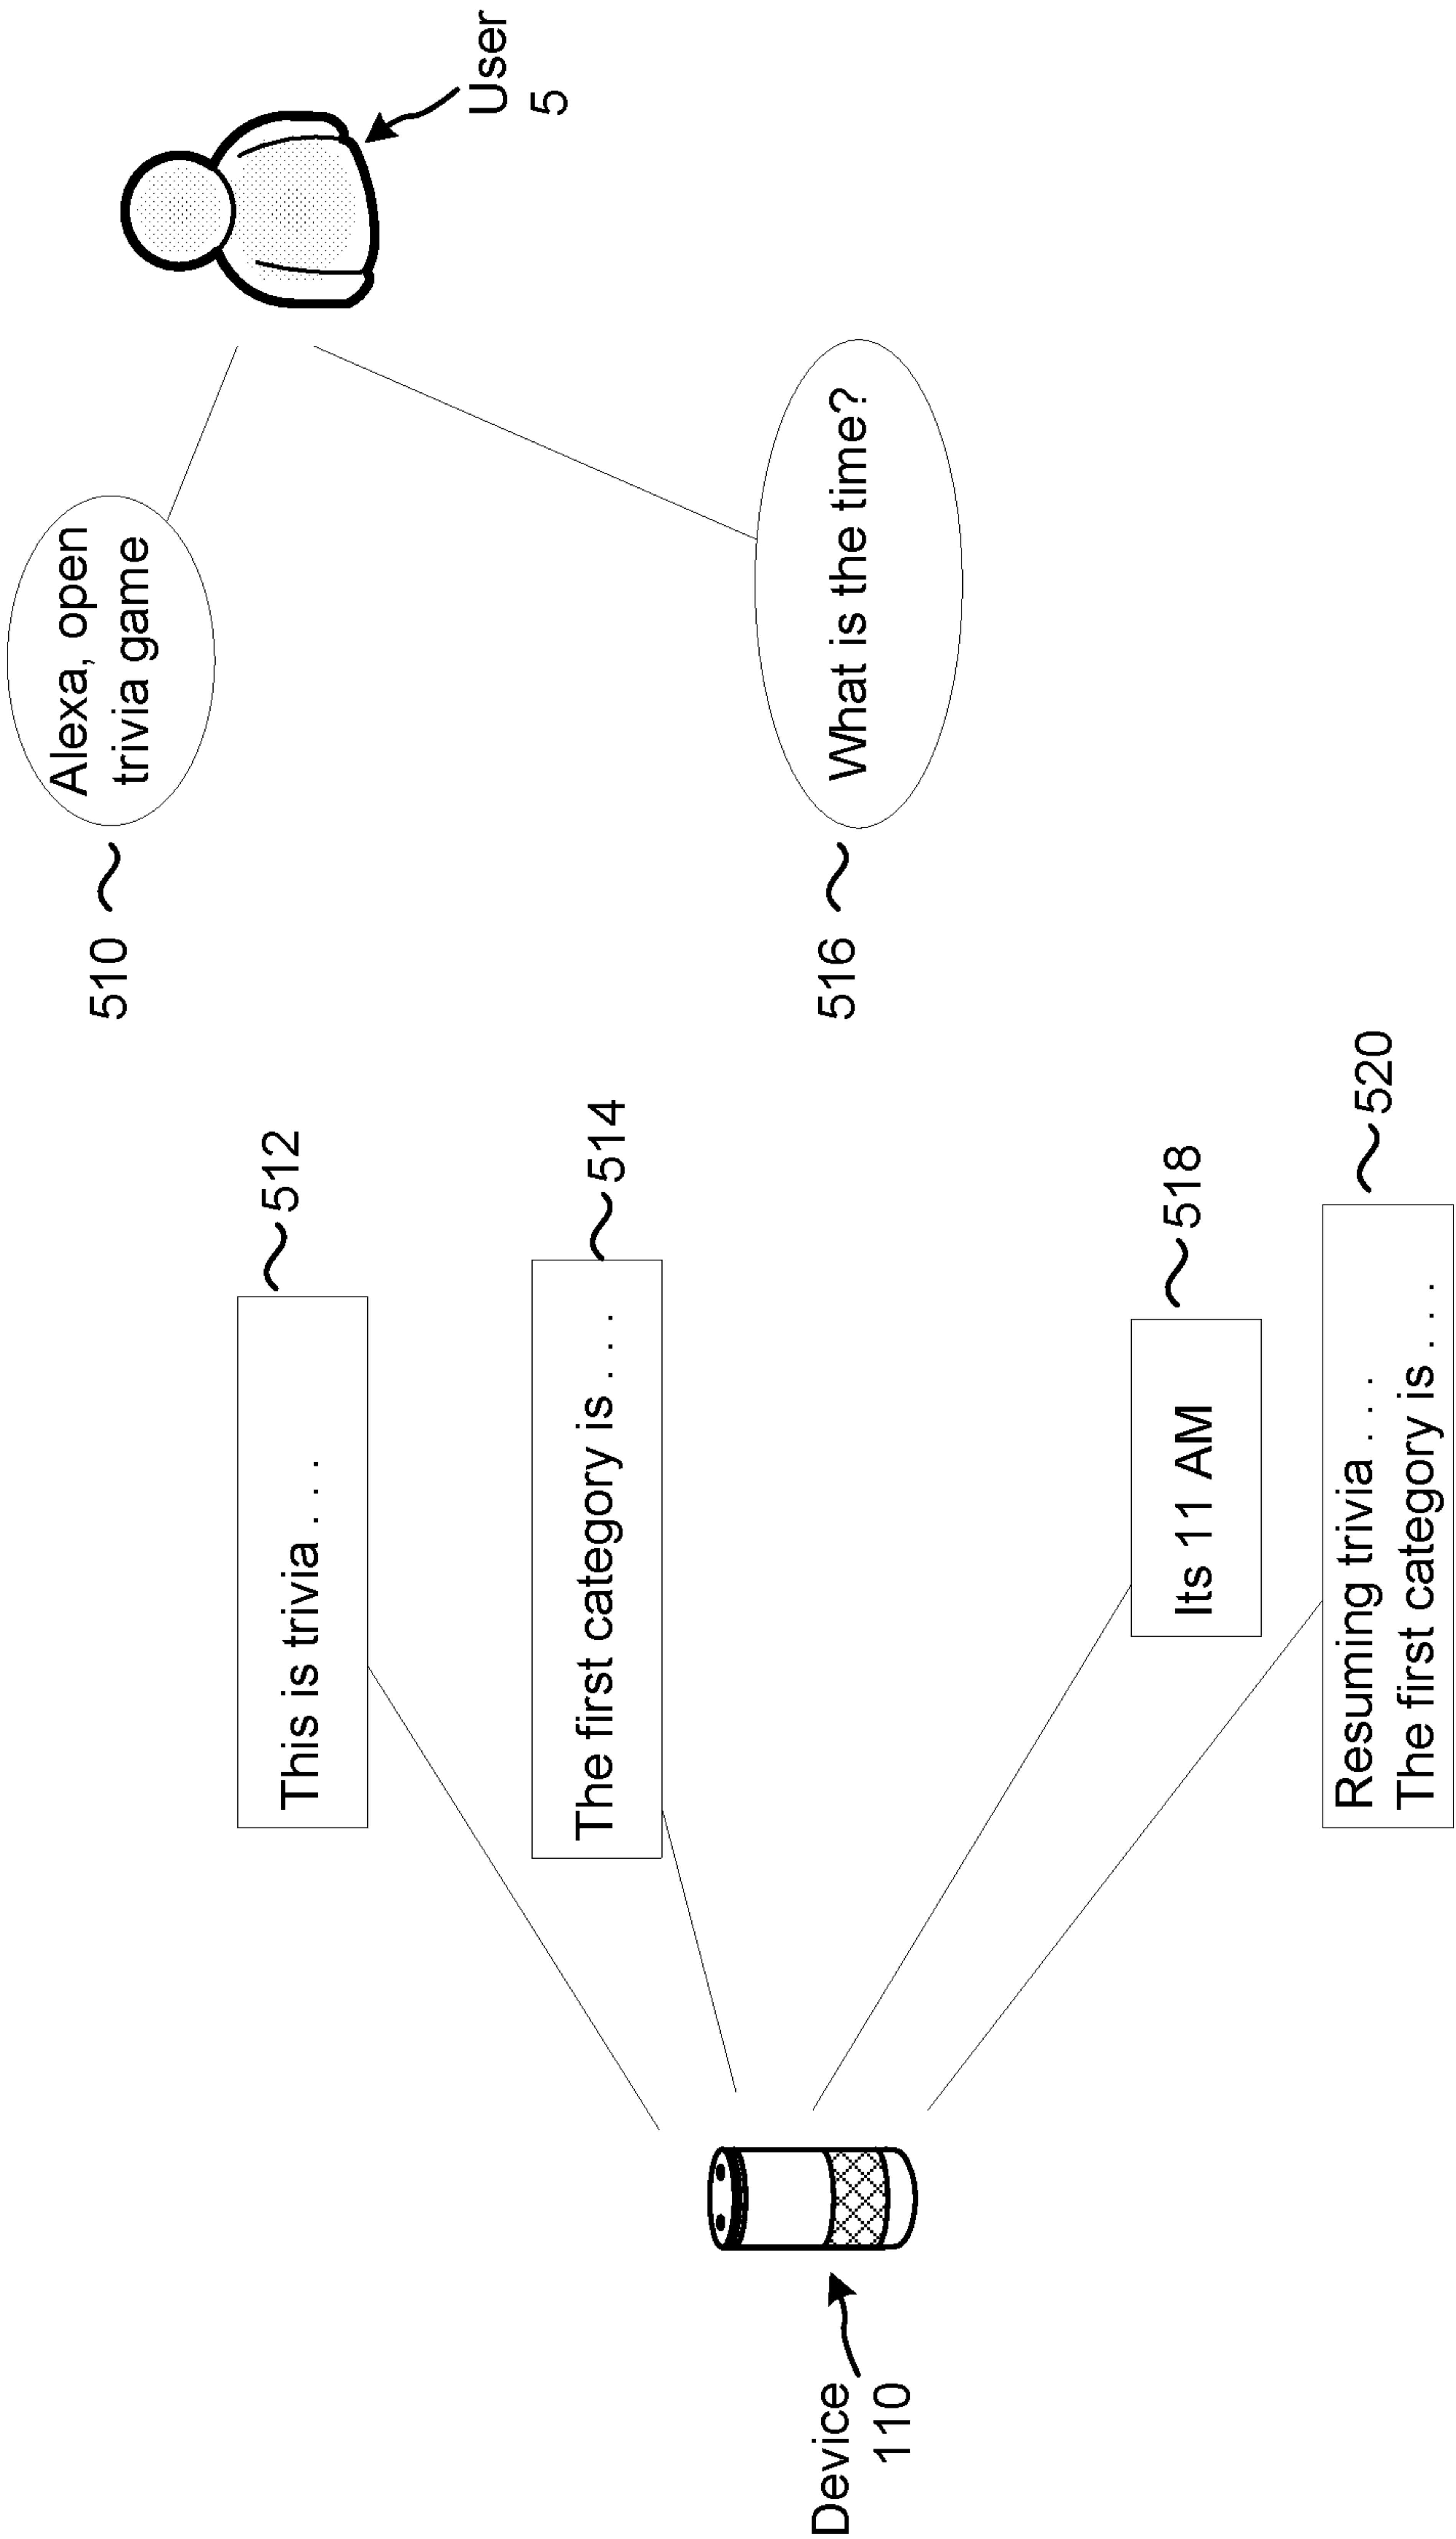 Alexa, open
trivia game
510
User
5
This is trivia . . .
512
The first category is . . .
514
What is the time?
516
Device
110
Its 11 AM
518
Resuming trivia . . .
The first category is . . .
520